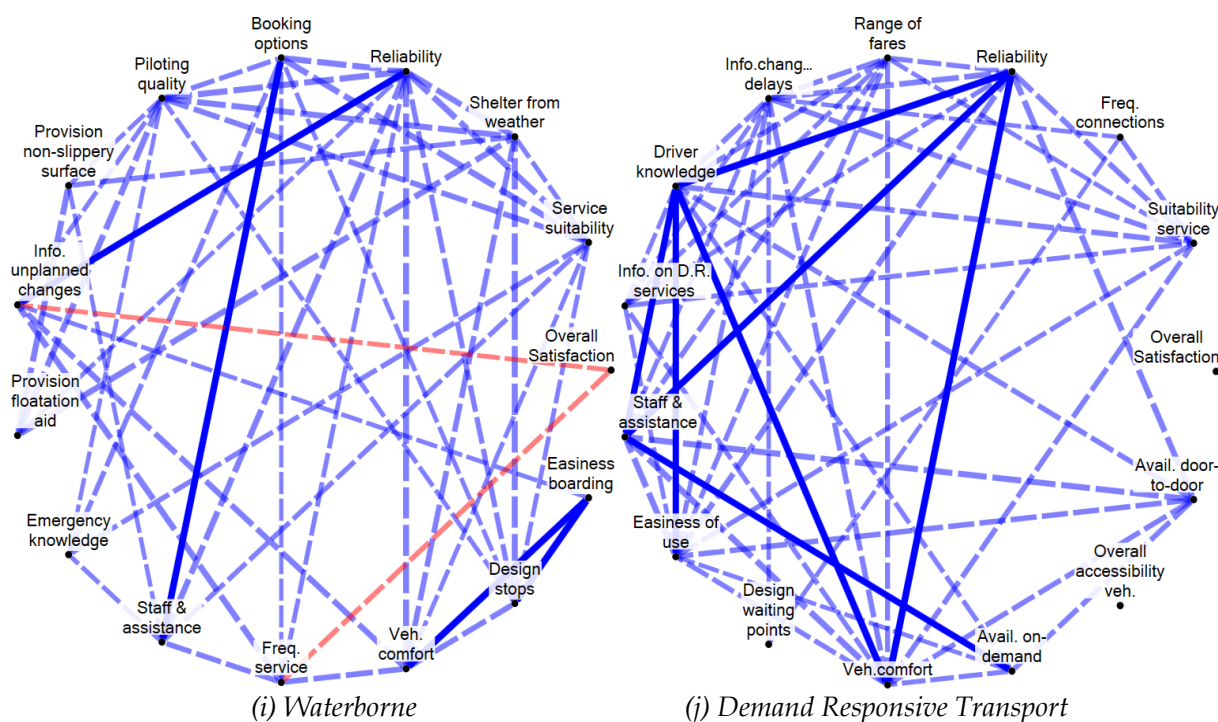 Booking
options
Reliability
Piloting
quality
Shelter from
weather
Provision
non-slippery
surface
Service
suitability
Info.
unplanned
changes
Overall
Satisfaction
Provision
floatation
aid
Easiness
boarding
Emergency
knowledge
Design
stops
Staff &
assistance
Veh.
comfort
Freq.
service
(i) Waterborne
Range of
fares
Reliability
Info.chang...
delays
Freq.
connections
Driver
knowledge
Suitability
service
Info. on D.R.
services
Overall
Satisfaction
Staff &
assistance
Avail. door-
to-door
Easiness of
use
Overall
accessibility
veh.
Design
waiting
points
Avail. on-
demand
Veh.comfort
(j) Demand Responsive Transport